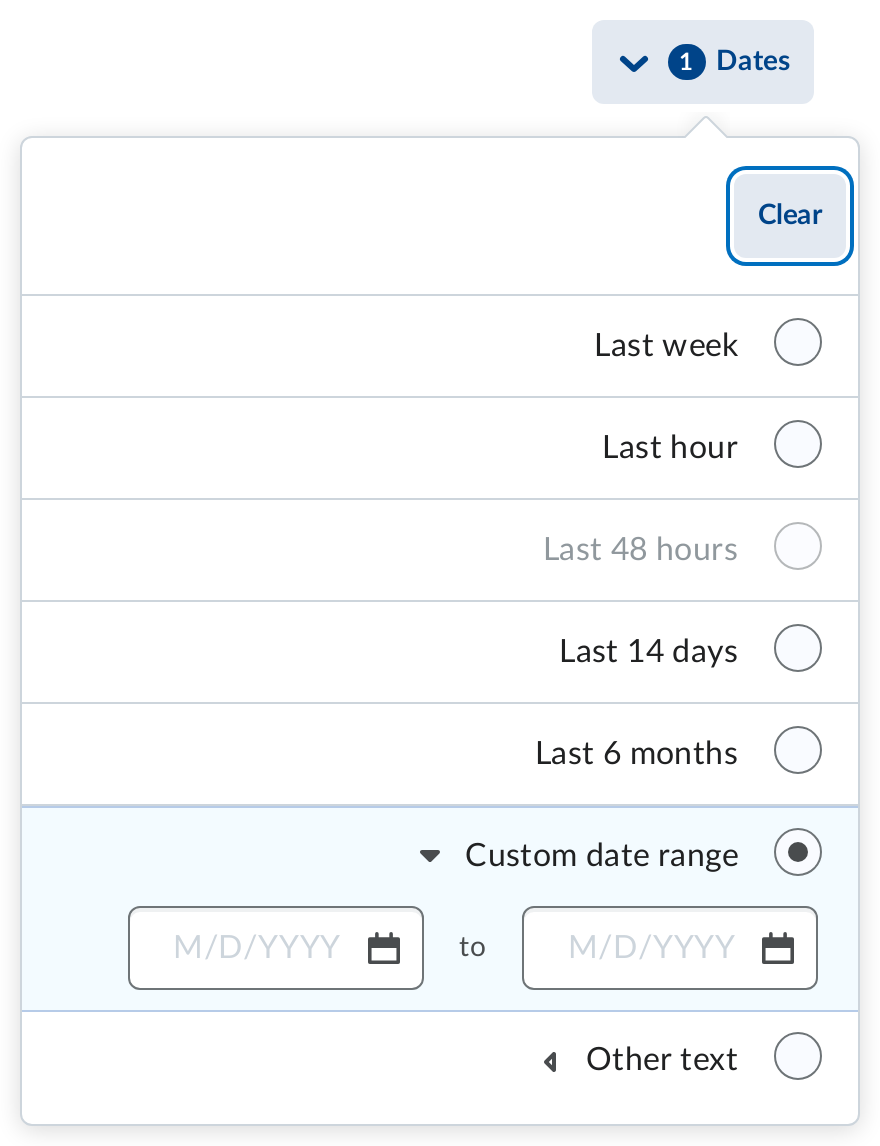 1 Dates
Clear
Last week
Last hour
Last 48 hours
Last 14 days
Last 6 months
Custom date range
M/D/YYYY to M/D/YYYY
Other text